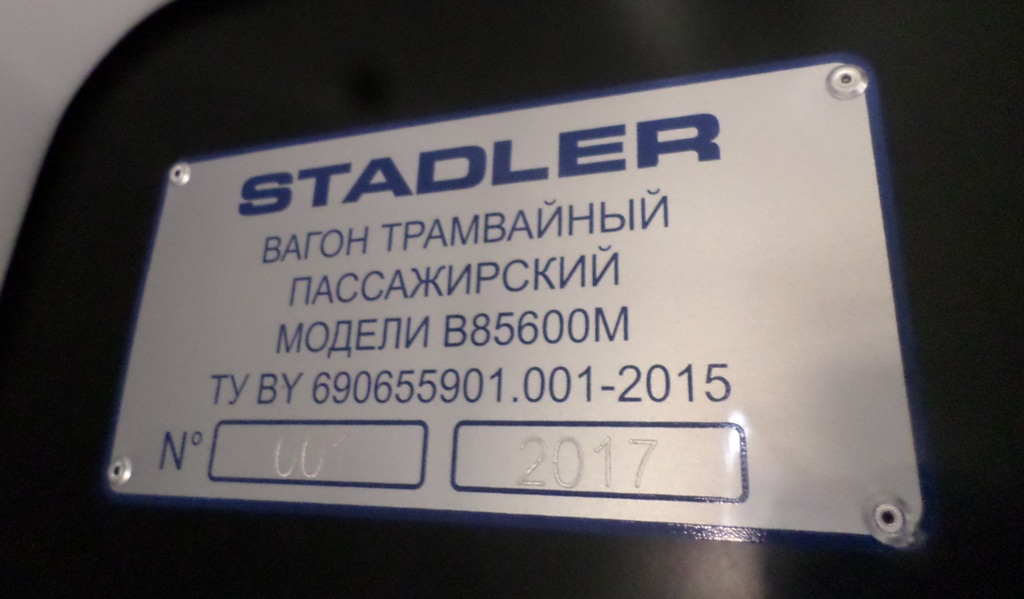 STADLER
ВАГОН ТРАМВАЙНЫЙ
ПАССАЖИРСКИЙ
МОДЕЛИ В85600М
ТУ BY 690655901.001-2015
N° 2017